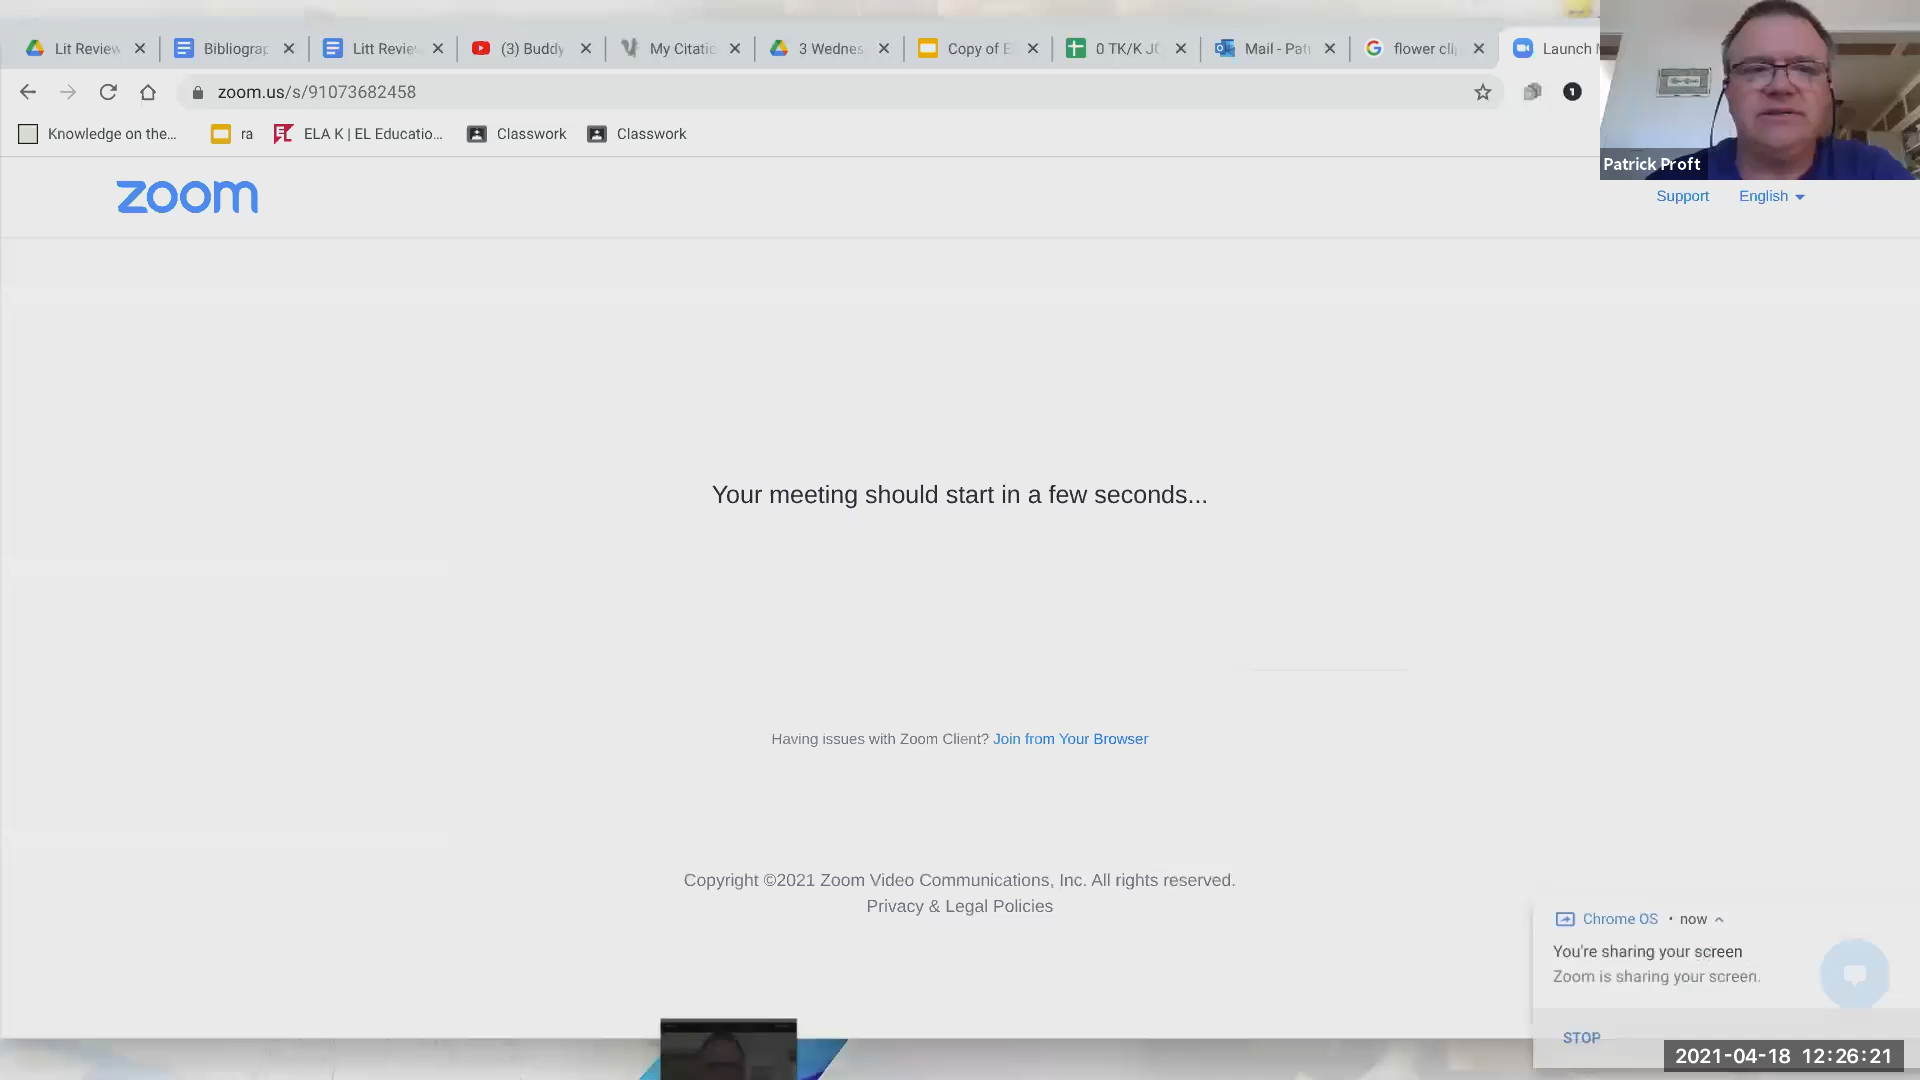 Lit Review
Bibliograp
Litt Review
(3) Buddy
My Citatio
3 Wednes
Copy of E
0 TK/K JO
Mail - Pat
flower cli
Launch
zoom.us/s/91073682458
Knowledge on the...
ra
ELA K | EL Educatio...
Classwork
Classwork
Patrick Proft
zoom
Support
English
Your meeting should start in a few seconds...
Having issues with Zoom Client? Join from Your Browser
Copyright ©2021 Zoom Video Communications, Inc. All rights reserved.
Privacy & Legal Policies
Chrome OS • now
You're sharing your screen
Zoom is sharing your screen.
STOP
2021-04-18 12:26:21